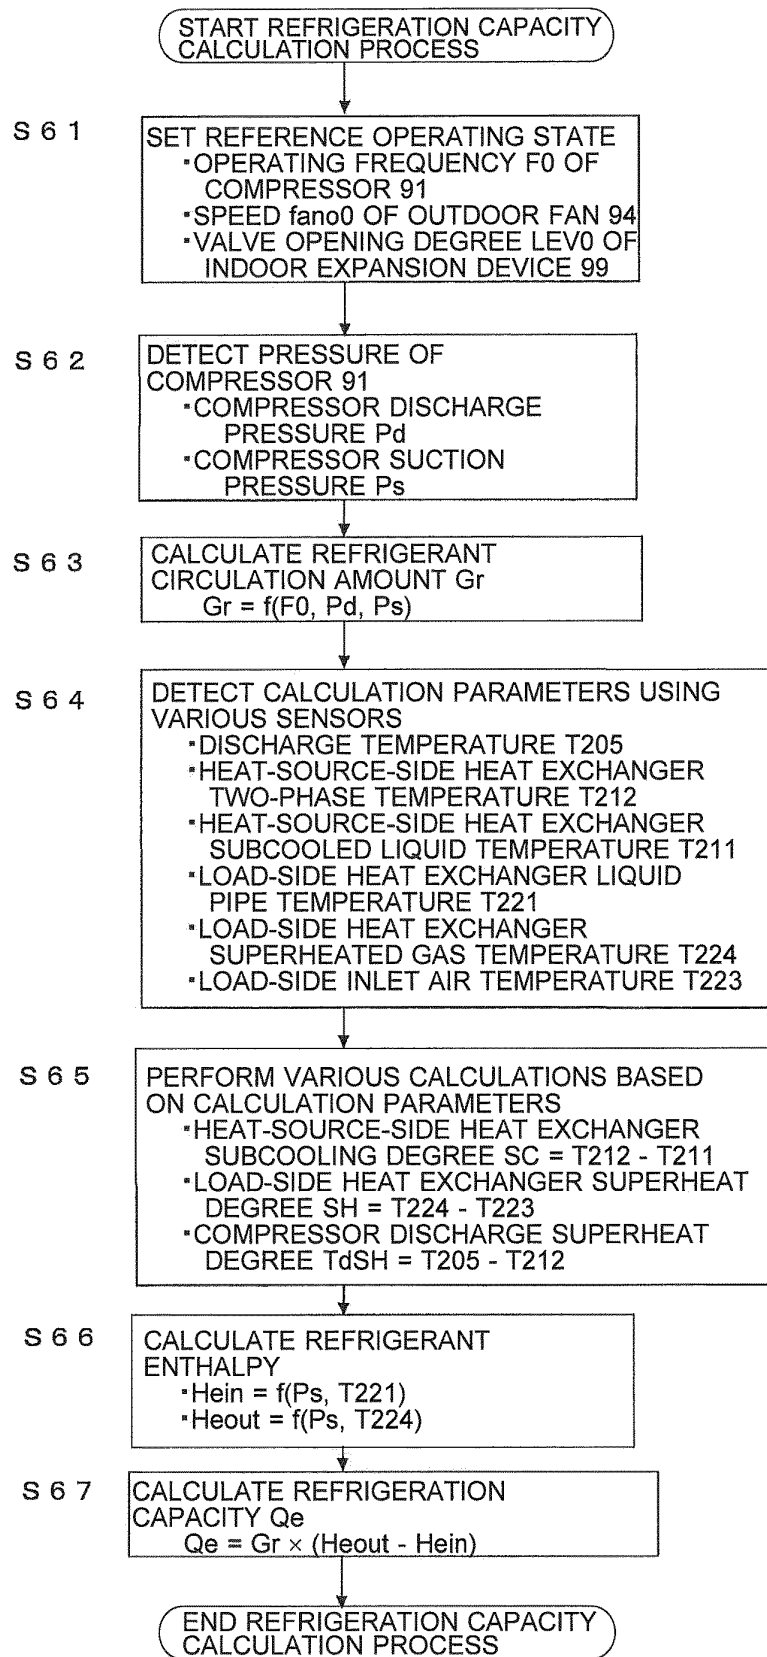 START REFRIGERATION CAPACITY
CALCULATION PROCESS
S 6 1
SET REFERENCE OPERATING STATE
▪OPERATING FREQUENCY F0 OF
COMPRESSOR 91
▪SPEED fano0 OF OUTDOOR FAN 94
▪VALVE OPENING DEGREE LEV0 OF
INDOOR EXPANSION DEVICE 99
S 6 2
DETECT PRESSURE OF
COMPRESSOR 91
▪COMPRESSOR DISCHARGE
PRESSURE Pd
▪COMPRESSOR SUCTION
PRESSURE Ps
S 6 3
CALCULATE REFRIGERANT
CIRCULATION AMOUNT Gr
Gr = f(F0, Pd, Ps)
S 6 4
DETECT CALCULATION PARAMETERS USING
VARIOUS SENSORS
▪DISCHARGE TEMPERATURE T205
▪HEAT-SOURCE-SIDE HEAT EXCHANGER
TWO-PHASE TEMPERATURE T212
▪HEAT-SOURCE-SIDE HEAT EXCHANGER
SUBCOOLED LIQUID TEMPERATURE T211
▪LOAD-SIDE HEAT EXCHANGER LIQUID
PIPE TEMPERATURE T221
▪LOAD-SIDE HEAT EXCHANGER
SUPERHEATED GAS TEMPERATURE T224
▪LOAD-SIDE INLET AIR TEMPERATURE T223
S 6 5
PERFORM VARIOUS CALCULATIONS BASED
ON CALCULATION PARAMETERS
▪HEAT-SOURCE-SIDE HEAT EXCHANGER
SUBCOOLING DEGREE SC = T212 - T211
▪LOAD-SIDE HEAT EXCHANGER SUPERHEAT
DEGREE SH = T224 - T223
▪COMPRESSOR DISCHARGE SUPERHEAT
DEGREE TdSH = T205 - T212
S 6 6
CALCULATE REFRIGERANT
ENTHALPY
▪Hein = f(Ps, T221)
▪Heout = f(Ps, T224)
S 6 7
CALCULATE REFRIGERATION
CAPACITY Qe
Qe = Gr × (Heout - Hein)
END REFRIGERATION CAPACITY
CALCULATION PROCESS